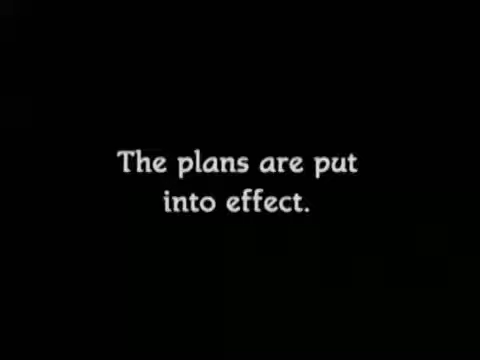 The plans are put
into effect.